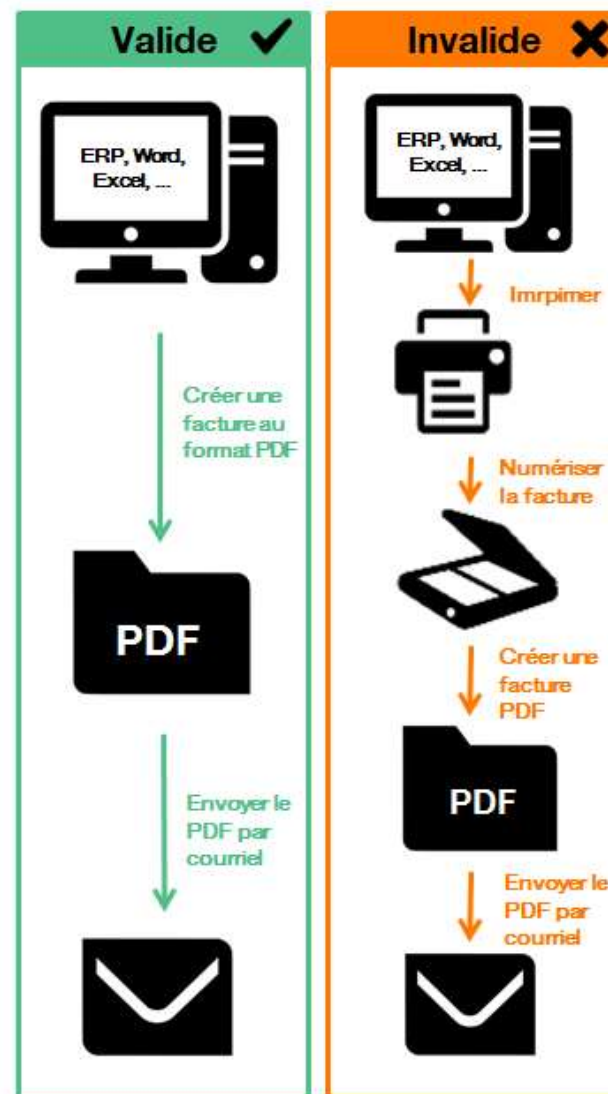 Valide
ERP, Word,
Excel, ...
Créer une
facture au
format PDF
PDF
Envoyer le
PDF par
courriel
Invalide
ERP, Word,
Excel, ...
Imrpimer
Numériser
la facture
Créer une
facture
PDF
PDF
Envoyer le
PDF par
courriel